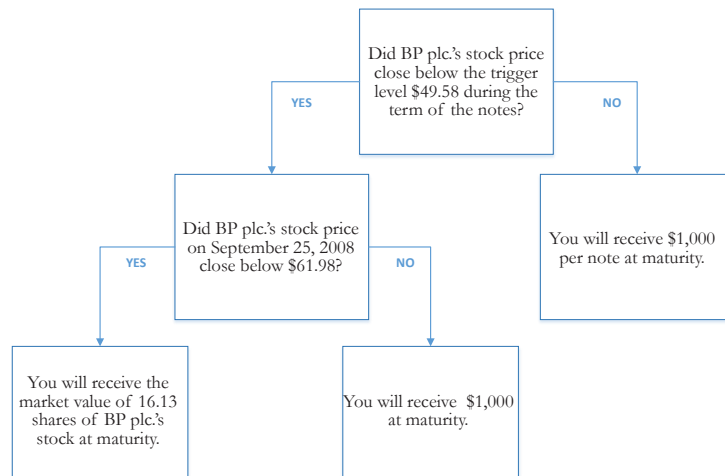 Did BP plc.'s stock price
close below the trigger
level $49.58 during the
term of the notes?
YES
NO
Did BP plc.'s stock price
on September 25, 2008
close below $61.98?
You will receive $1,000
per note at maturity.
YES
NO
You will receive the
market value of 16.13
shares of BP plc.'s
stock at maturity.
You will receive $1,000
at maturity.